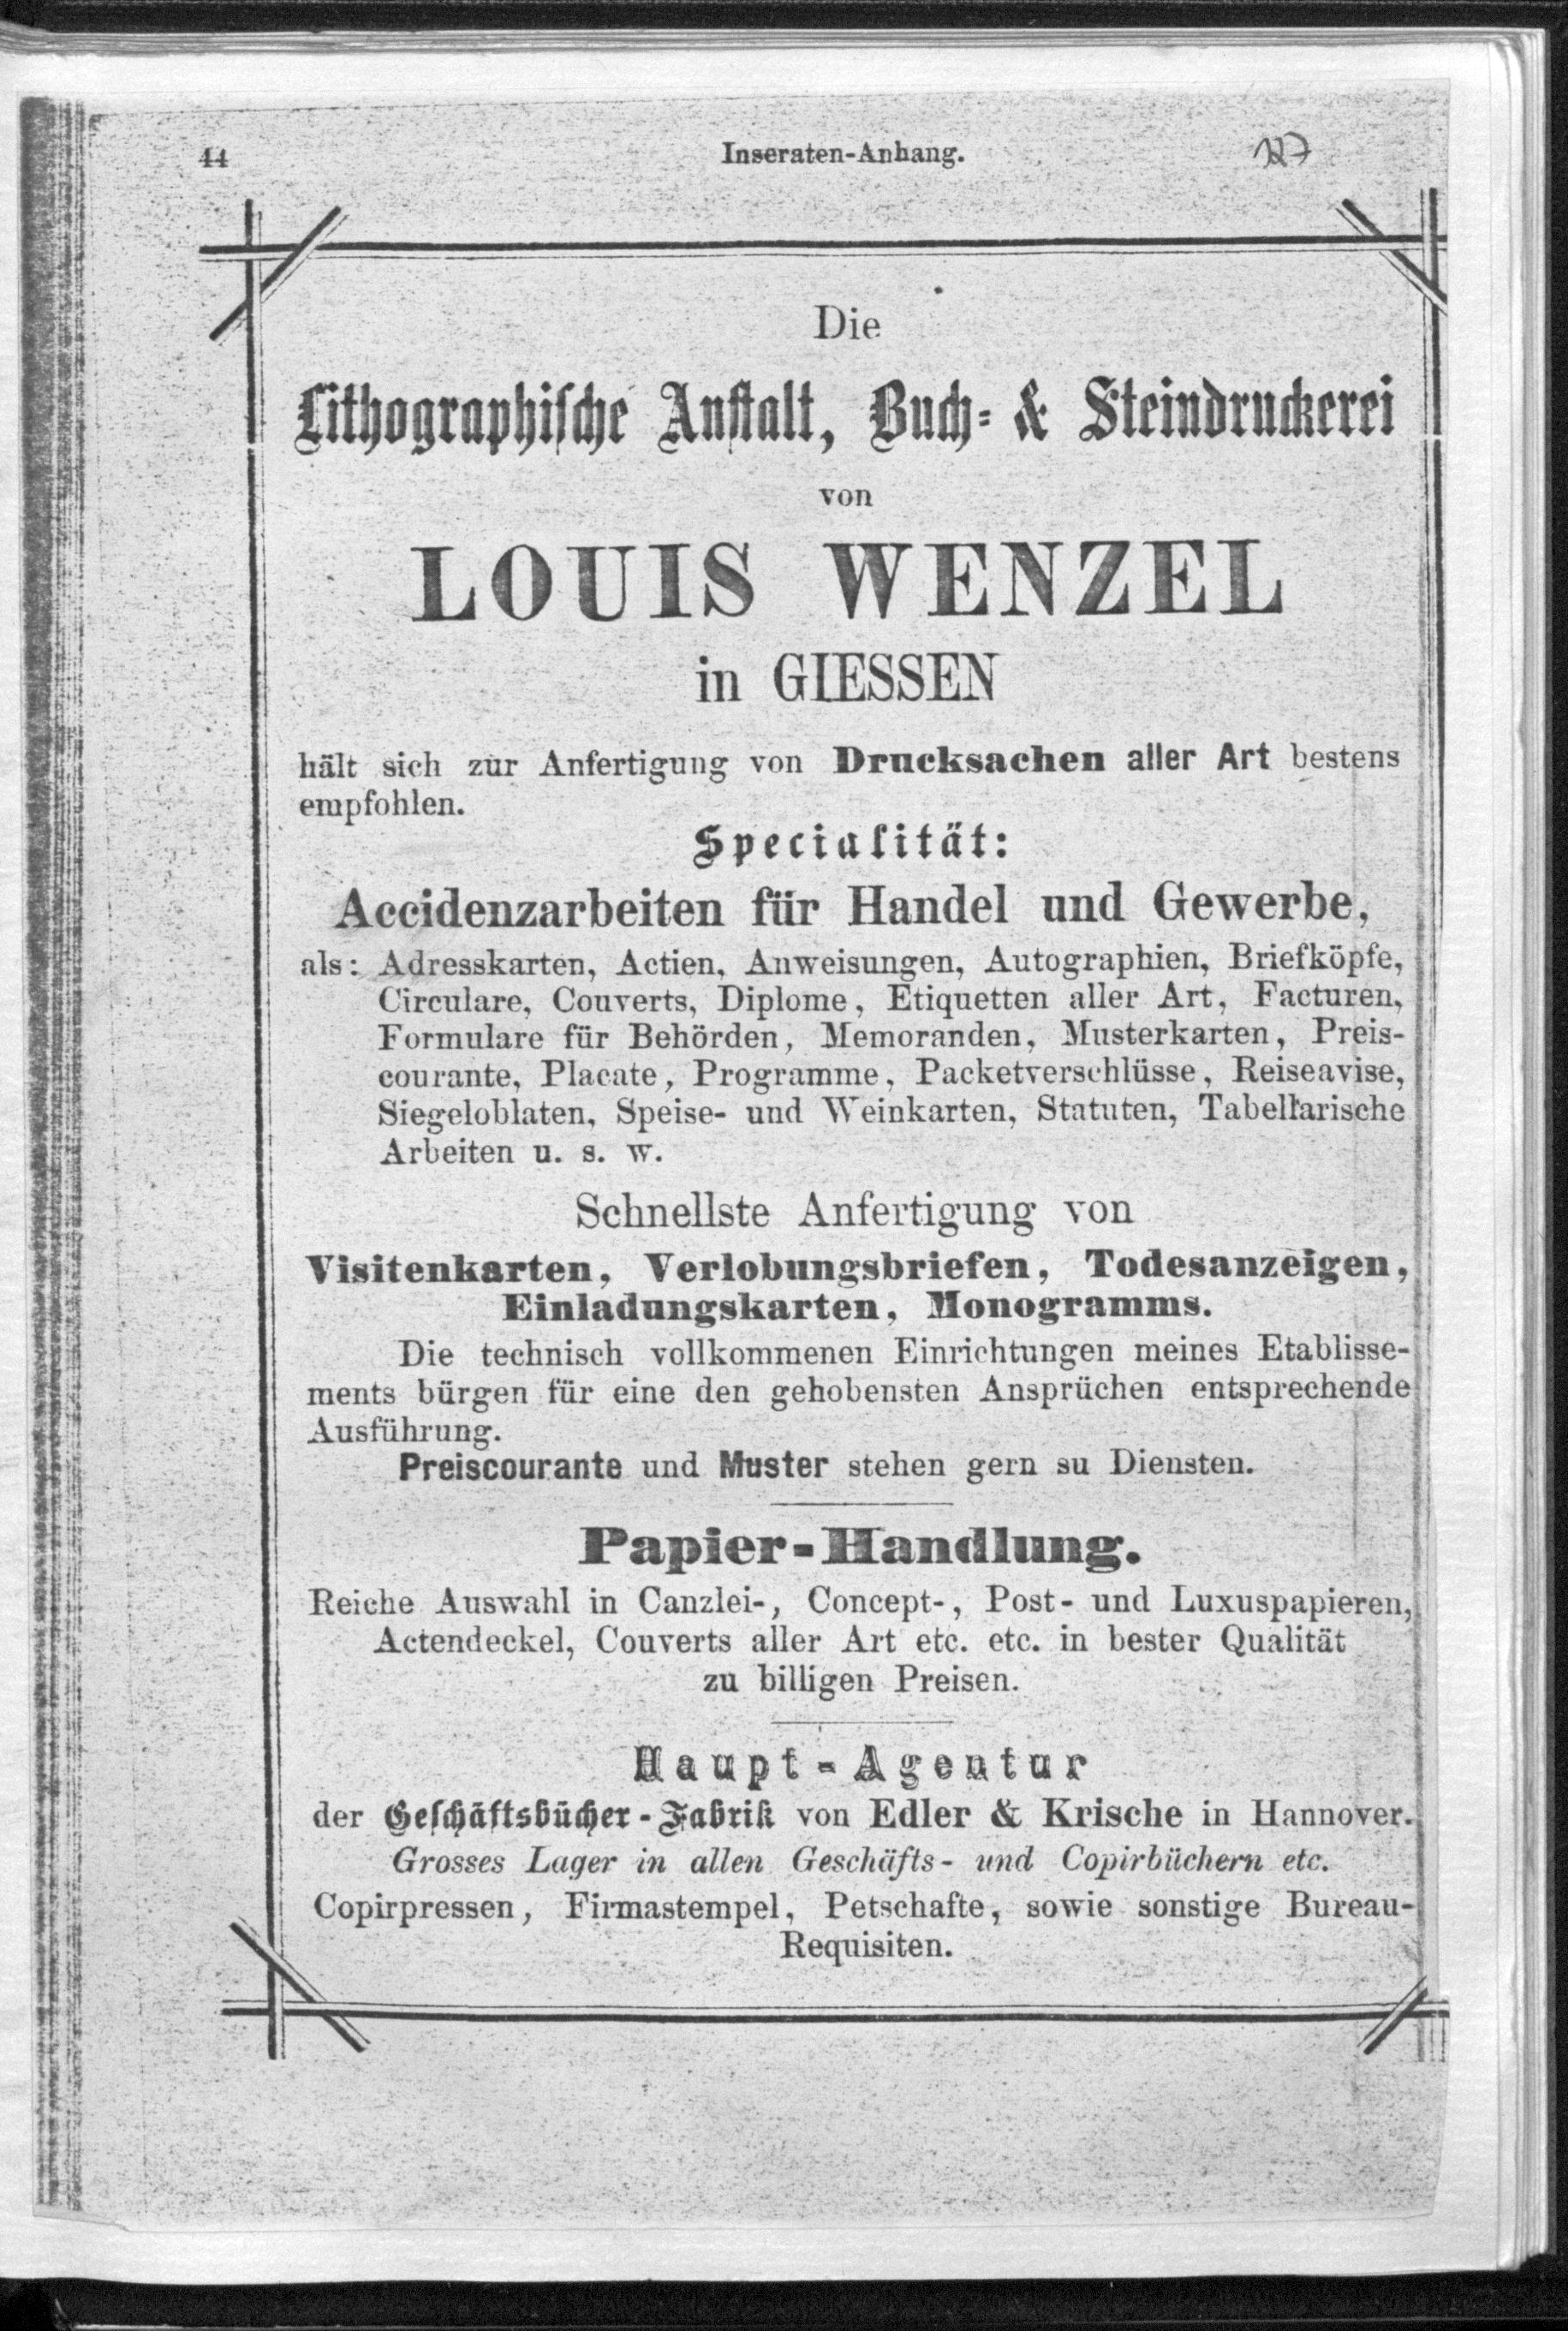 44 Inseraten-Anhang. 127
Die
Lithographische Anstalt, Buch- & Steindruckerei
von
LOUIS WENZEL
in GIESSEN
hält sich zur Anfertigung von Drucksachen aller Art bestens
empfohlen.
Specialität:
Accidenzarbeiten für Handel und Gewerbe,
als: Adresskarten, Actien, Anweisungen, Autographien, Briefköpfe,
Circulare, Couverts, Diplome, Etiquetten aller Art, Facturen,
Formulare für Behörden, Memoranden, Musterkarten, Preis-
courante, Placate, Programme, Packetverschlüsse, Reiseavise,
Siegeloblaten, Speise- und Weinkarten, Statuten, Tabellarische
Arbeiten u. s. w.
Schnellste Anfertigung von
Visitenkarten, Verlobungsbriefen, Todesanzeigen,
Einladungskarten, Monogramms.
Die technisch vollkommenen Einrichtungen meines Etablisse-
ments bürgen für eine den gehobensten Ansprüchen entsprechende
Ausführung.
Preiscourante und Muster stehen gern su Diensten.
Papier-Handlung.
Reiche Auswahl in Canzlei-, Concept-, Post- und Luxuspapieren,
Actendeckel, Couverts aller Art etc. etc. in bester Qualität
zu billigen Preisen.
Haupt-Agentur
der Geschäftsbücher-Fabrik von Edler & Krische in Hannover.
Grosses Lager in allen Geschäfts- und Copirbüchern etc.
Copirpressen, Firmastempel, Petschafte, sowie sonstige Bureau-
Requisiten.